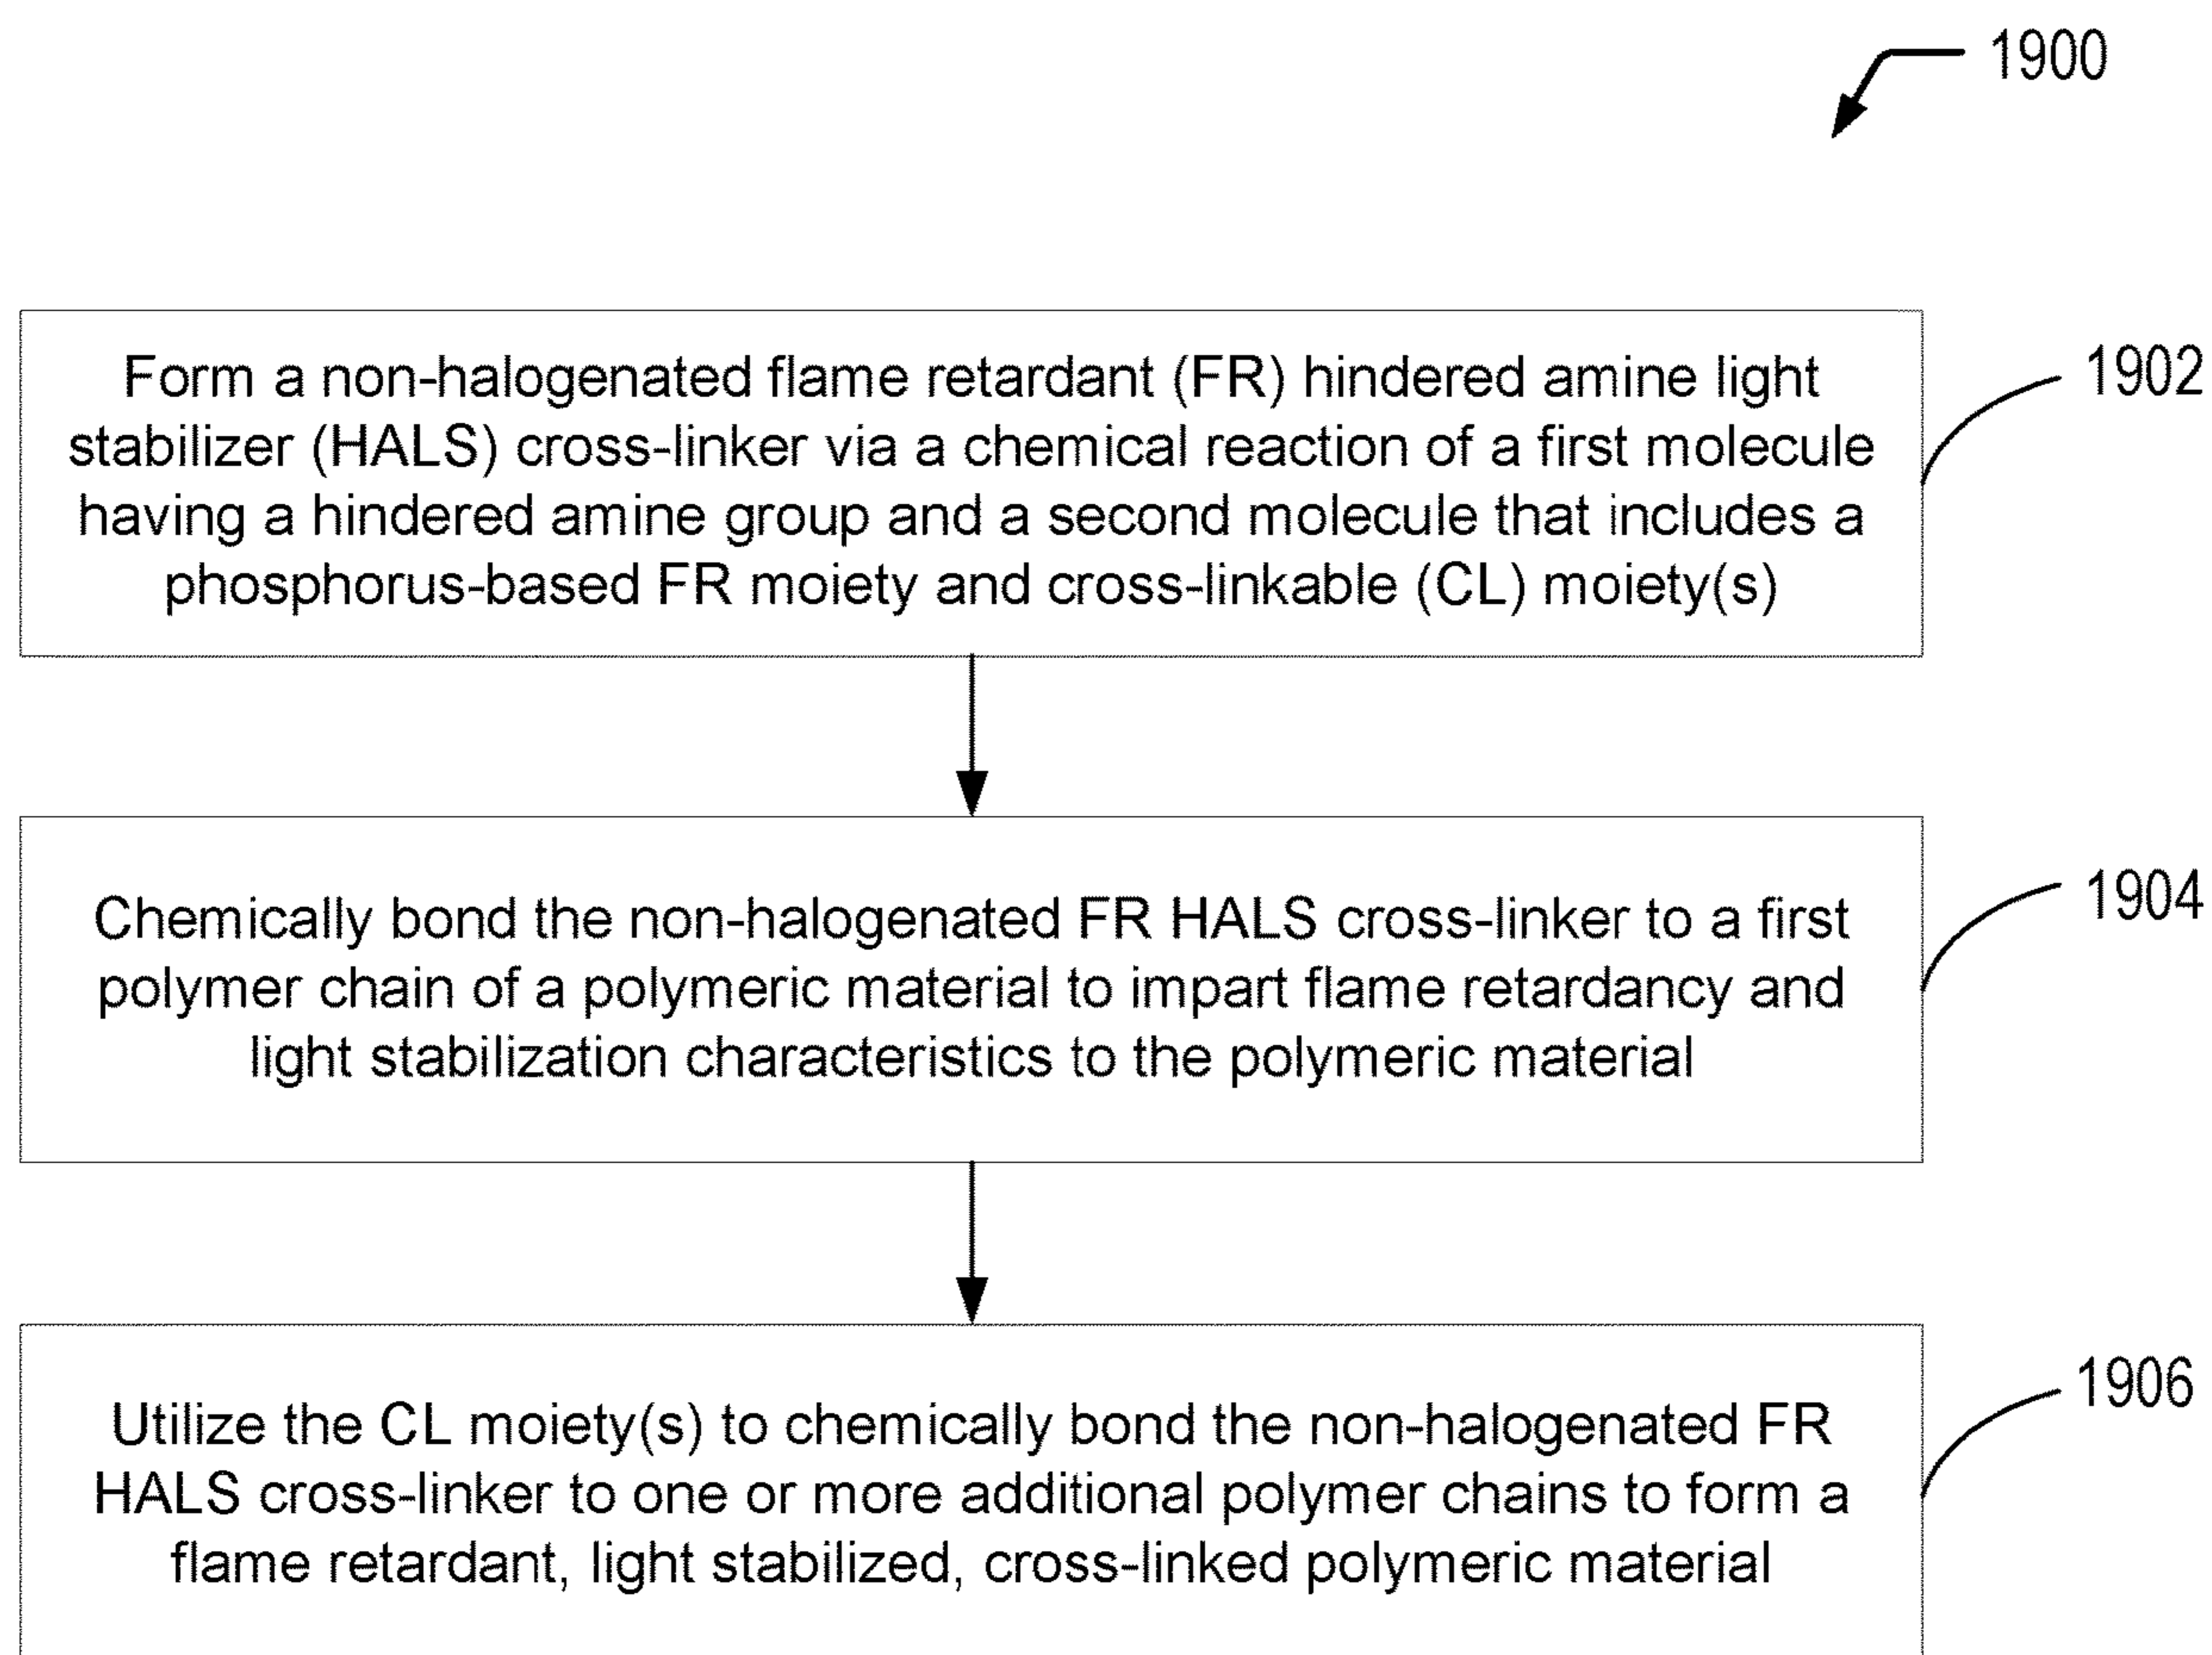 1900
Form a non-halogenated flame retardant (FR) hindered amine light
stabilizer (HALS) cross-linker via a chemical reaction of a first molecule
having a hindered amine group and a second molecule that includes a
phosphorus-based FR moiety and cross-linkable (CL) moiety(s)
1902
Chemically bond the non-halogenated FR HALS cross-linker to a first
polymer chain of a polymeric material to impart flame retardancy and
light stabilization characteristics to the polymeric material
1904
Utilize the CL moiety(s) to chemically bond the non-halogenated FR
HALS cross-linker to one or more additional polymer chains to form a
flame retardant, light stabilized, cross-linked polymeric material
1906